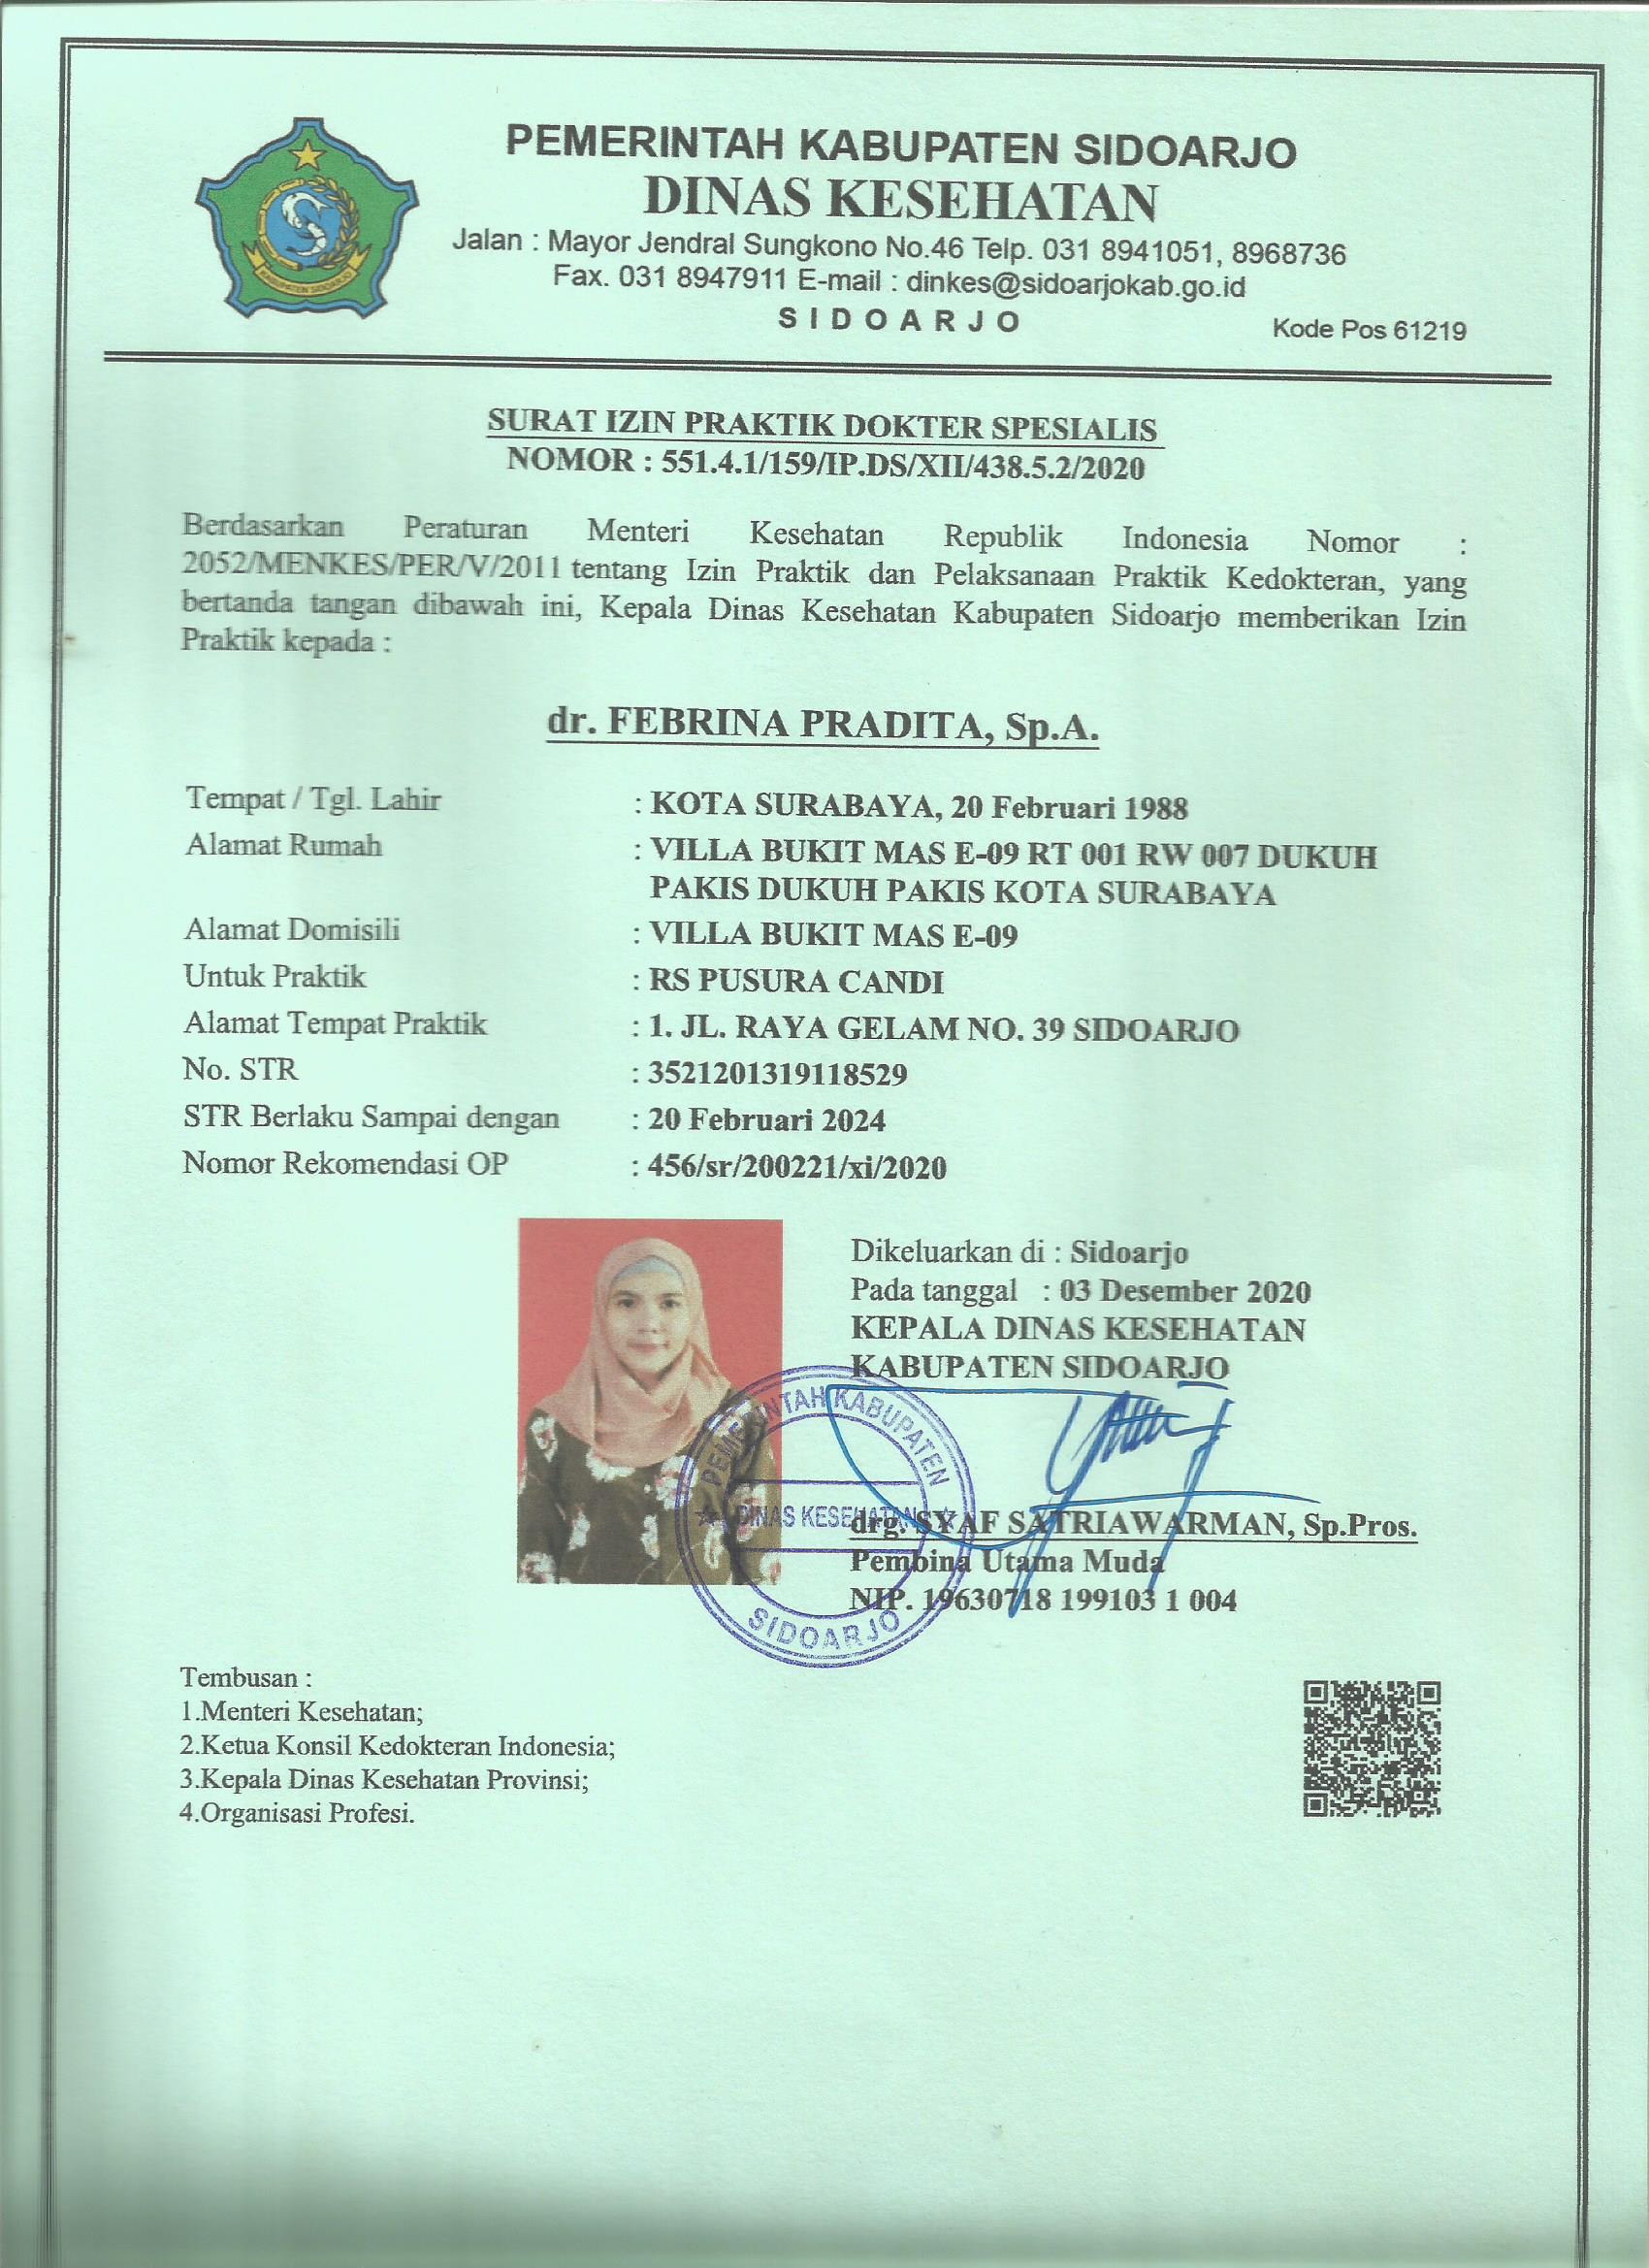 PEMERINTAH KABUPATEN SIDOARJO
DINAS KESEHATAN
Jalan : Mayor Jendral Sungkono No.46 Telp. 031 8941051, 8968736
Fax. 031 8947911 E-mail : dinkes@sidoarjokab.go.id
S I D O A R J O
Kode Pos 61219
KABUPATEN SIDOARJO
SURAT IZIN PRAKTIK DOKTER SPESIALIS
NOMOR : 551.4.1/159/IP.DS/XII/438.5.2/2020
Berdasarkan Peraturan Menteri Kesehatan Republik Indonesia Nomor :
2052/MENKES/PER/V/2011 tentang Izin Praktik dan Pelaksanaan Praktik Kedokteran, yang
bertanda tangan dibawah ini, Kepala Dinas Kesehatan Kabupaten Sidoarjo memberikan Izin
Praktik kepada :
dr. FEBRINA PRADITA, Sp.A.
Tempat / Tgl. Lahir : KOTA SURABAYA, 20 Februari 1988
Alamat Rumah : VILLA BUKIT MAS E-09 RT 001 RW 007 DUKUH
PAKIS DUKUH PAKIS KOTA SURABAYA
Alamat Domisili : VILLA BUKIT MAS E-09
Untuk Praktik : RS PUSURA CANDI
Alamat Tempat Praktik : 1. JL. RAYA GELAM NO. 39 SIDOARJO
No. STR : 3521201319118529
STR Berlaku Sampai dengan : 20 Februari 2024
Nomor Rekomendasi OP : 456/sr/200221/xi/2020
Dikeluarkan di : Sidoarjo
Pada tanggal : 03 Desember 2020
KEPALA DINAS KESEHATAN
KABUPATEN SIDOARJO
PEMERINTAH KABUPATEN
DINAS KESEHATAN
SIDOARJO
drg. SYAF SATRIAWARMAN, Sp.Pros.
Pembina Utama Muda
NIP. 19630718 199103 1 004
Tembusan :
1.Menteri Kesehatan;
2.Ketua Konsil Kedokteran Indonesia;
3.Kepala Dinas Kesehatan Provinsi;
4.Organisasi Profesi.